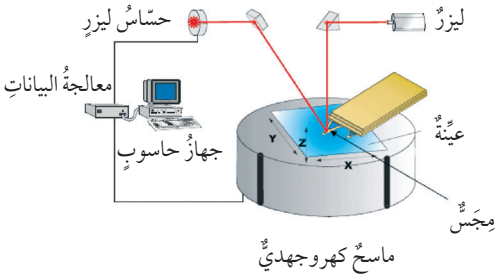 ليزرٌ
حسّاسُ ليزرٍ
معالجةُ البياناتِ
جهازُ حاسوبٍ
عيِّنةٌ
Y
Z
X
مِجَسٌّ
ماسحٌ كهروجهديٌّ